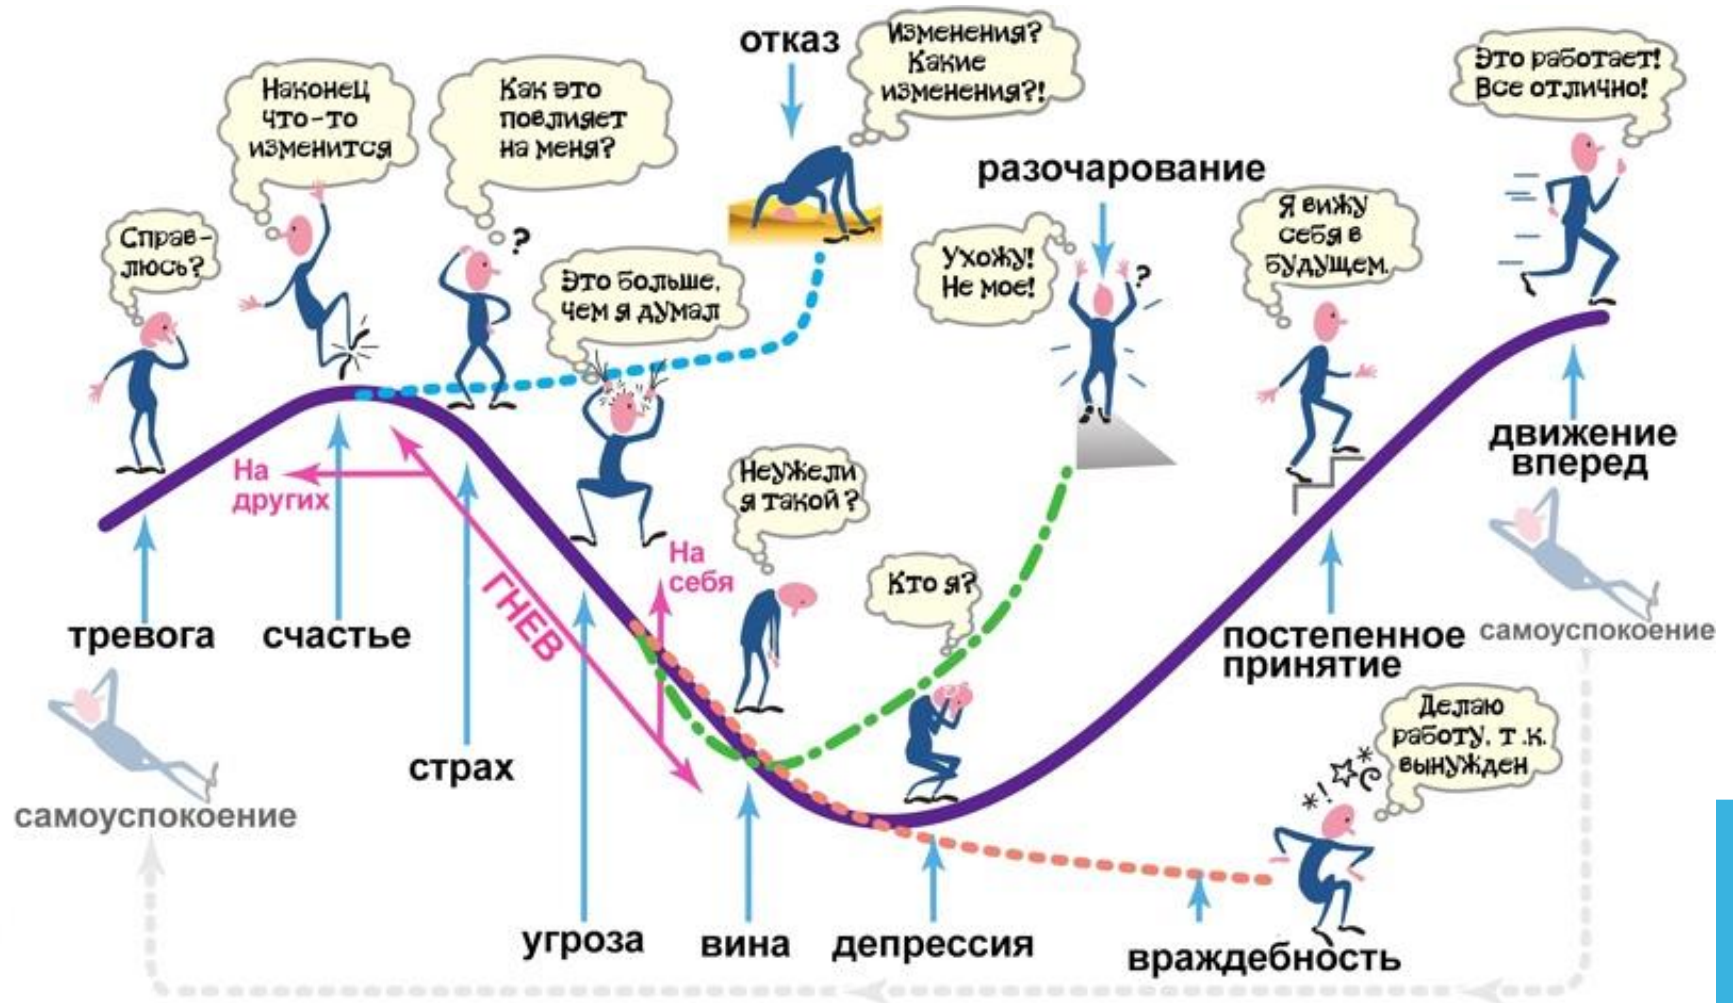 отказ
Изменения?
Какие
изменения?!
Это работает!
Все отлично!
Наконец
что-то
изменится
Как это
повлияет
на меня?
разочарование
Справ-
люсь?
?
Это больше,
чем я думал
Ухожу!
Не мое!
?
Я вижу
себя в
будущем.
движение
вперед
На
других
Неужели
я такой?
На
себя
ГНЕВ
Кто я?
тревога
счастье
постепенное
принятие
самоуспокоение
страх
Делаю
работу, т.к.
вынужден
*!
*
самоуспокоение
угроза
вина
депрессия
враждебность